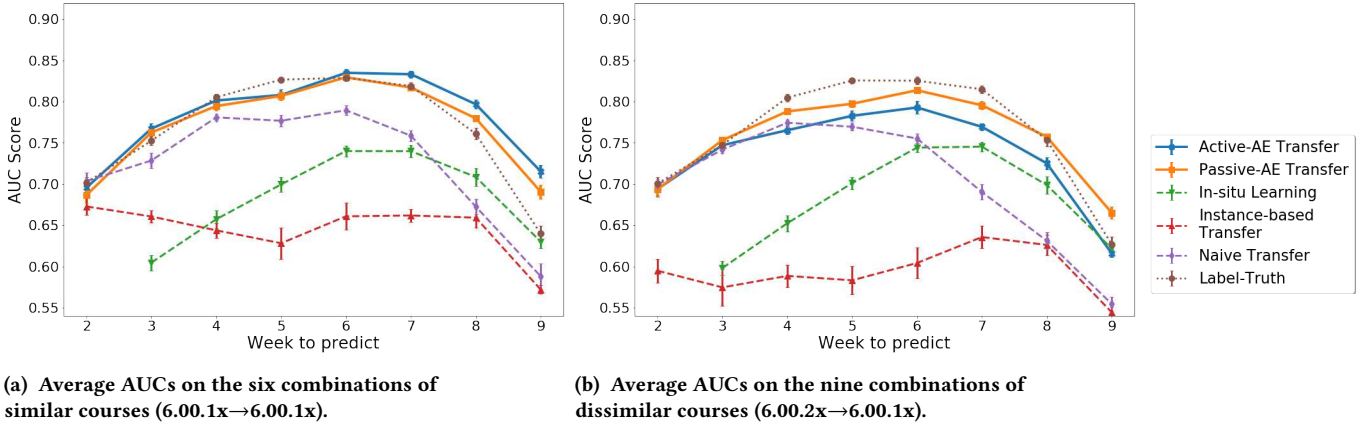 0.90
0.85
0.80
0.75
0.70
0.65
0.60
0.55
AUC Score
2 3 4 5 6 7 8 9
Week to predict
0.90
0.85
0.80
0.75
0.70
0.65
0.60
0.55
AUC Score
2 3 4 5 6 7 8 9
Week to predict
Active-AE Transfer
Passive-AE Transfer
In-situ Learning
Instance-based
Transfer
Naive Transfer
Label-Truth
(a) Average AUCs on the six combinations of
similar courses (6.00.1x→6.00.1x).
(b) Average AUCs on the nine combinations of
dissimilar courses (6.00.2x→6.00.1x).